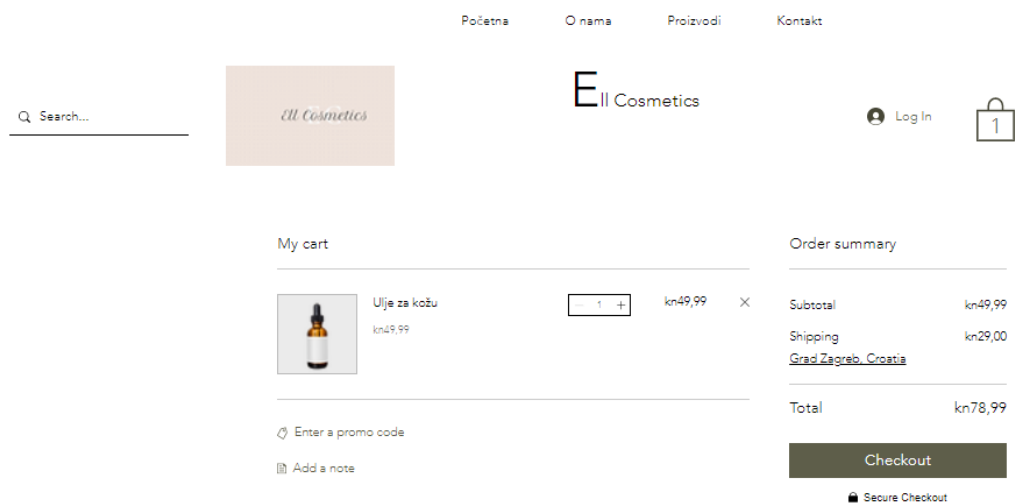 Početna O nama Proizvodi Kontakt
Search...
Ell Cosmetics
Ell Cosmetics
Log In
1
My cart
Ulje za kožu
kn49,99
1
kn49,99
Order summary
Subtotal kn49,99
Shipping kn29,00
Grad Zagreb, Croatia
Total kn78,99
Enter a promo code
Add a note
Checkout
Secure Checkout